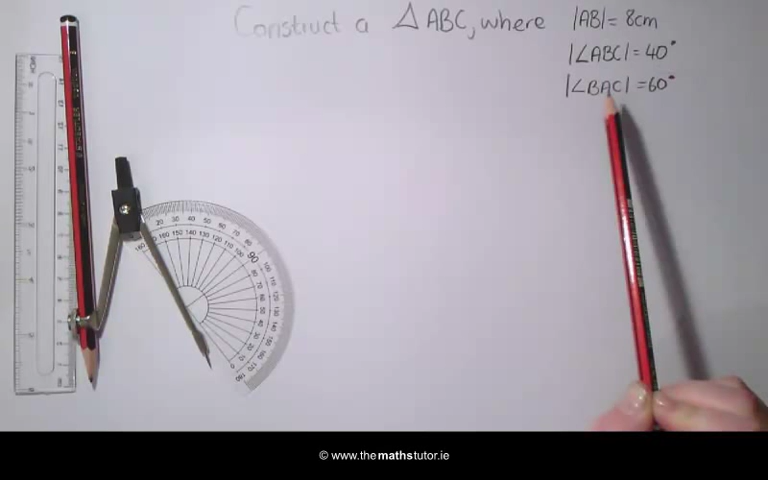 Construct a △ABC, where |AB| = 8cm
|∠ABC| = 40°
|∠BAC| = 60°
© www.themathstutor.ie